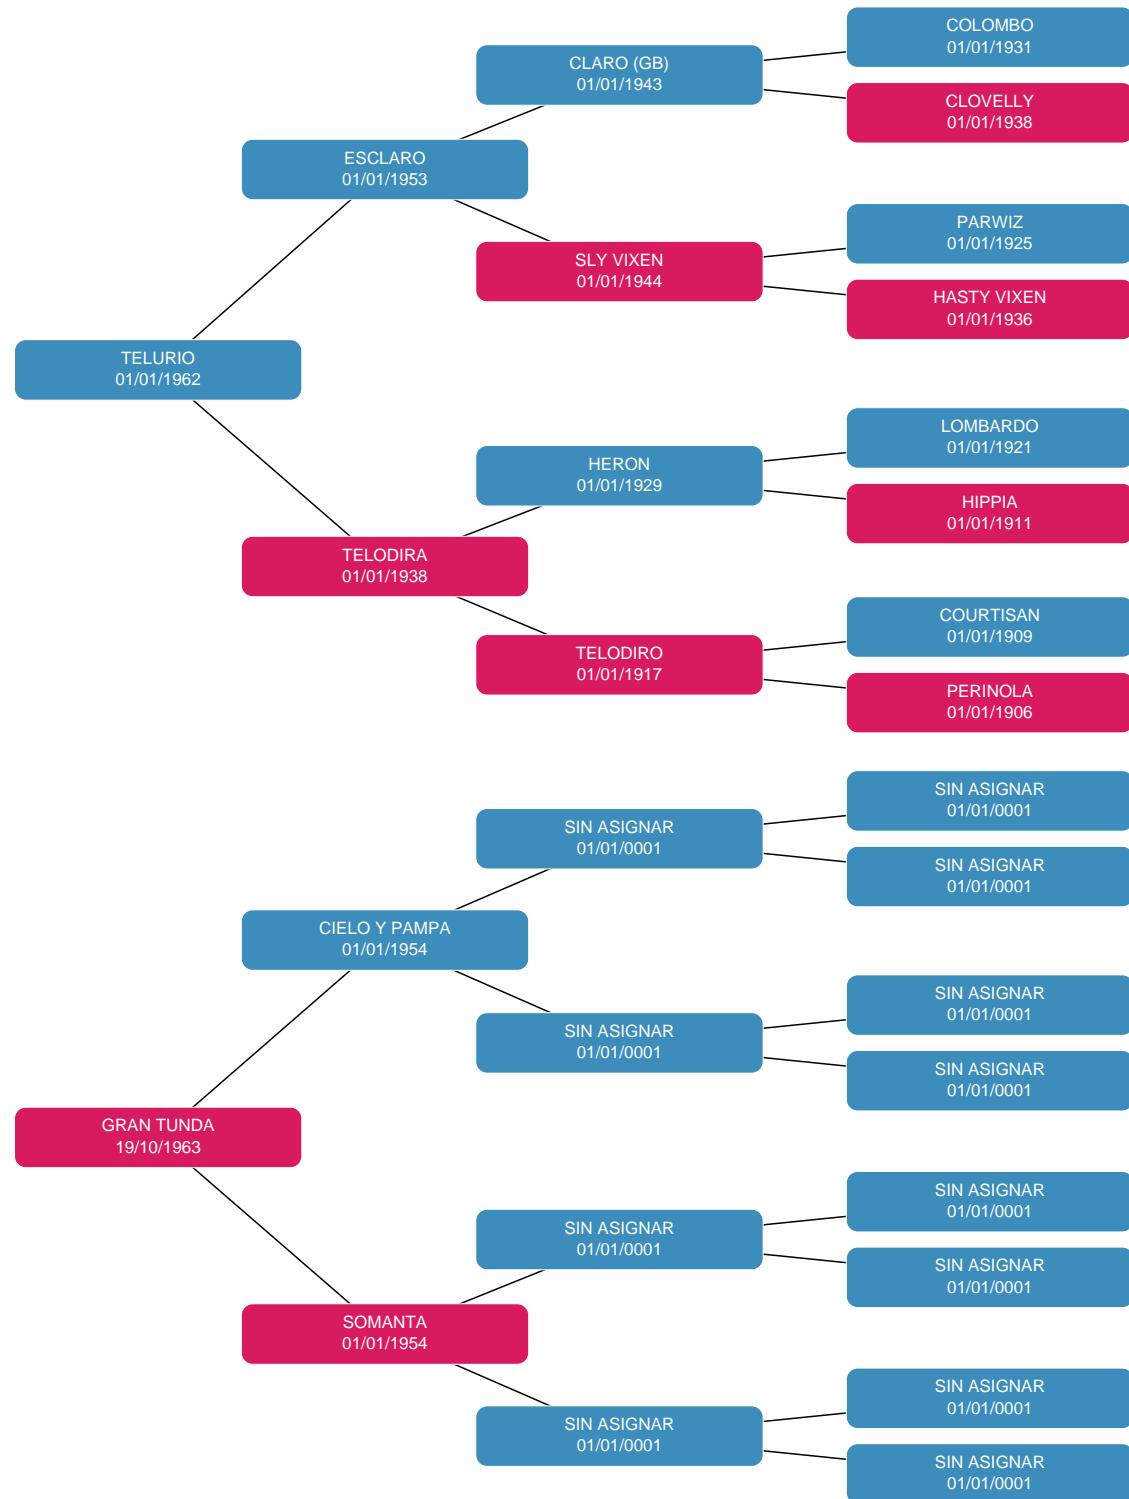 COLOMBO
01/01/1931
CLARO (GB)
01/01/1943
CLOVELLY
01/01/1938
ESCLARO
01/01/1953
PARWIZ
01/01/1925
SLY VIXEN
01/01/1944
HASTY VIXEN
01/01/1936
TELURIO
01/01/1962
LOMBARDO
01/01/1921
HERON
01/01/1929
HIPPIA
01/01/1911
TELODIRA
01/01/1938
COURTISAN
01/01/1909
TELODIRO
01/01/1917
PERINOLA
01/01/1906
SIN ASIGNAR
01/01/0001
SIN ASIGNAR
01/01/0001
SIN ASIGNAR
01/01/0001
CIELO Y PAMPA
01/01/1954
SIN ASIGNAR
01/01/0001
SIN ASIGNAR
01/01/0001
SIN ASIGNAR
01/01/0001
GRAN TUNDA
19/10/1963
SIN ASIGNAR
01/01/0001
SIN ASIGNAR
01/01/0001
SIN ASIGNAR
01/01/0001
SOMANTA
01/01/1954
SIN ASIGNAR
01/01/0001
SIN ASIGNAR
01/01/0001
SIN ASIGNAR
01/01/0001